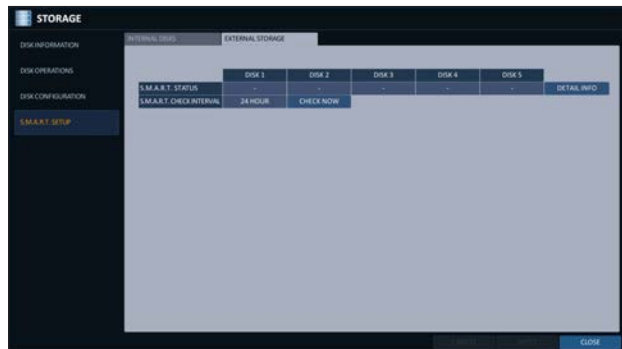 STORAGE
INTERNAL DISKS EXTERNAL STORAGE
DISK INFORMATION
DISK OPERATIONS
DISK CONFIGURATION
S.M.A.R.T. SETUP
DISK 1 DISK 2 DISK 3 DISK 4 DISK 5
S.M.A.R.T. STATUS - - - - - DETAIL INFO
S.M.A.R.T. CHECK INTERVAL 24 HOUR CHECK NOW
CLOSE